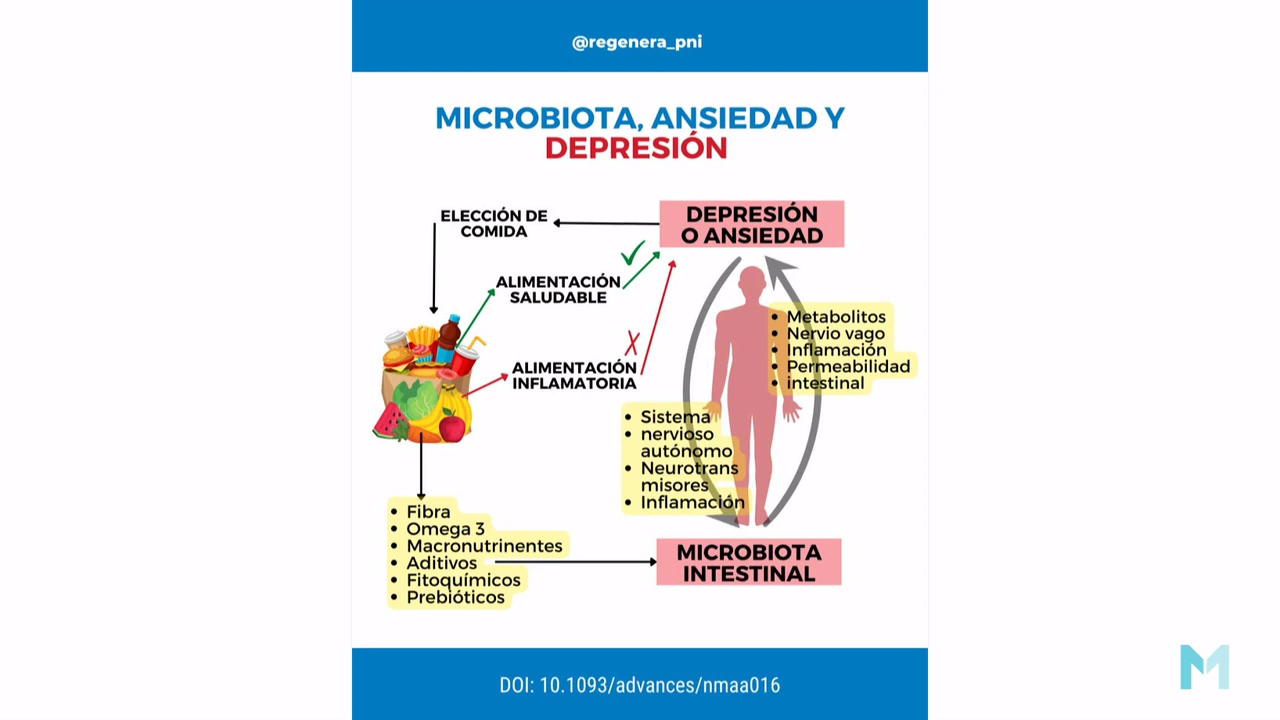 @regenera_pni
MICROBIOTA, ANSIEDAD Y
DEPRESIÓN
ELECCIÓN DE
COMIDA
DEPRESIÓN
O ANSIEDAD
ALIMENTACIÓN
SALUDABLE
ALIMENTACIÓN
INFLAMATORIA
• Metabolitos
• Nervio vago
• Inflamación
• Permeabilidad
• intestinal
• Sistema
• nervioso
autónomo
• Neurotrans
misores
• Inflamación
• Fibra
• Omega 3
• Macronutrinentes
• Aditivos
• Fitoquímicos
• Prebióticos
MICROBIOTA
INTESTINAL
DOI: 10.1093/advances/nmaa016
M